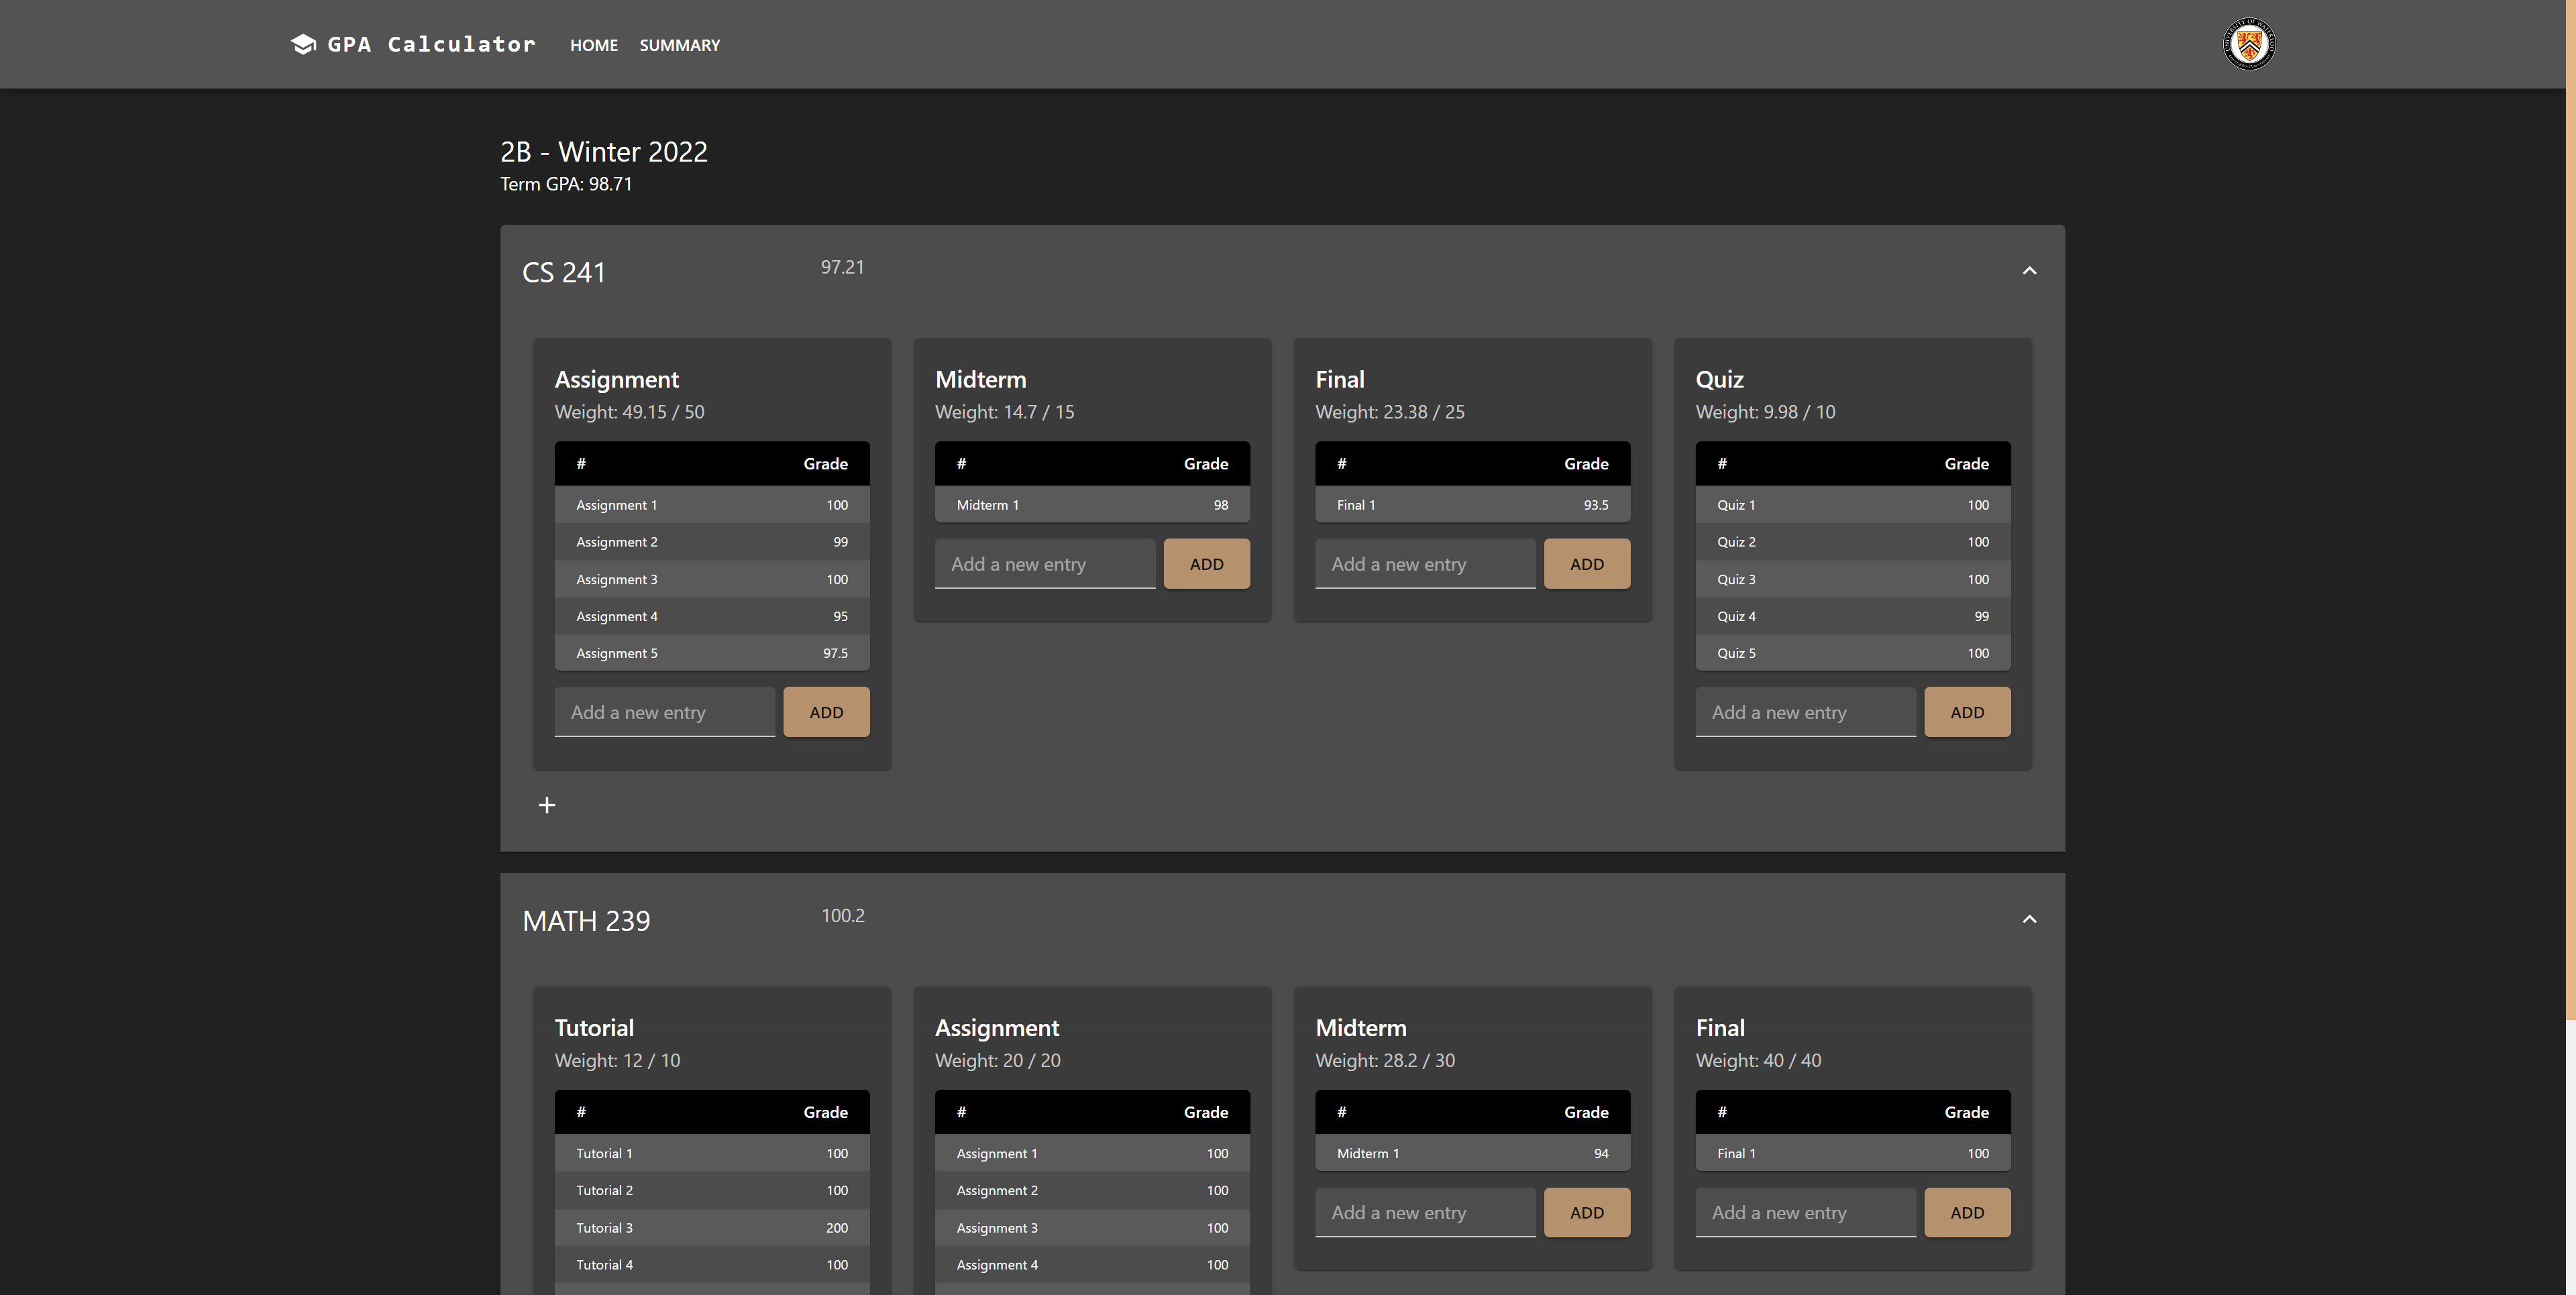 GPA Calculator HOME SUMMARY
2B - Winter 2022
Term GPA: 98.71
CS 241 97.21
Assignment
Weight: 49.15 / 50
# Grade
Assignment 1 100
Assignment 2 99
Assignment 3 100
Assignment 4 95
Assignment 5 97.5
Add a new entry ADD
Midterm
Weight: 14.7 / 15
# Grade
Midterm 1 98
Add a new entry ADD
Final
Weight: 23.38 / 25
# Grade
Final 1 93.5
Add a new entry ADD
Quiz
Weight: 9.98 / 10
# Grade
Quiz 1 100
Quiz 2 100
Quiz 3 100
Quiz 4 99
Quiz 5 100
Add a new entry ADD
+
MATH 239 100.2
Tutorial
Weight: 12 / 10
# Grade
Tutorial 1 100
Tutorial 2 100
Tutorial 3 200
Tutorial 4 100
Assignment
Weight: 20 / 20
# Grade
Assignment 1 100
Assignment 2 100
Assignment 3 100
Assignment 4 100
Midterm
Weight: 28.2 / 30
# Grade
Midterm 1 94
Add a new entry ADD
Final
Weight: 40 / 40
# Grade
Final 1 100
Add a new entry ADD